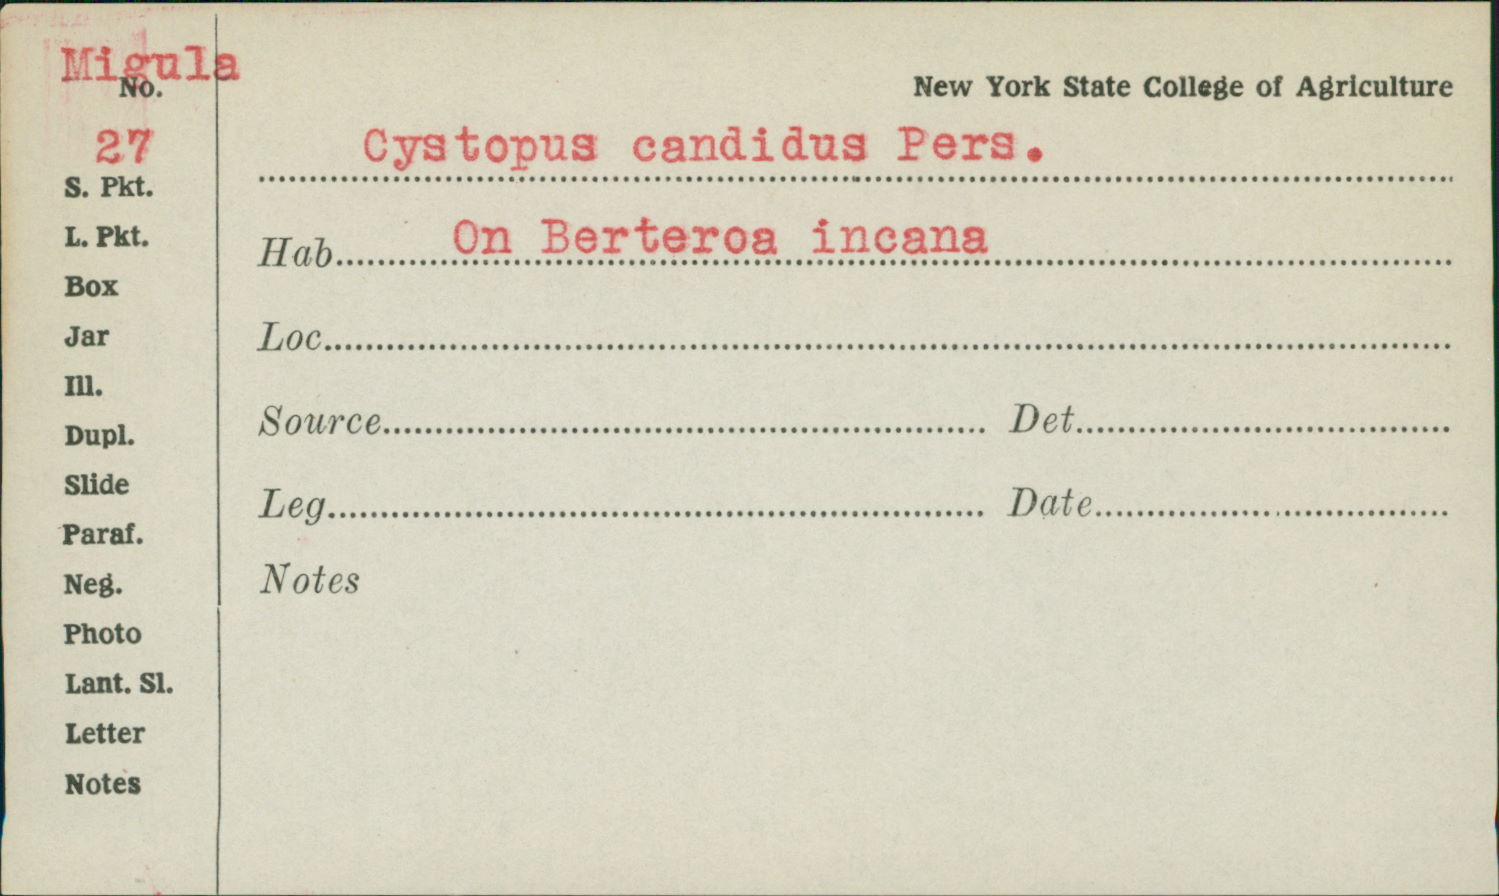 Migula
No.
27
S. Pkt.
L. Pkt.
Box
Jar
Ill.
Dupl.
Slide
Paraf.
Neg.
Photo
Lant. Sl.
Letter
Notes
New York State College of Agriculture
Cystopus candidus Pers.
Hab. On Berteroa incana
Loc.
Source Det.
Leg. Date
Notes